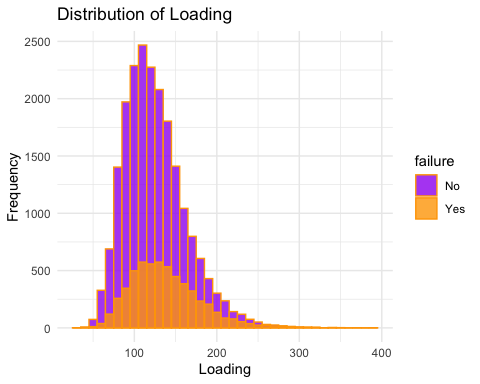 Distribution of Loading
2500
2000
1500
1000
500
0
Frequency
100 200 300 400
Loading
failure
No
Yes